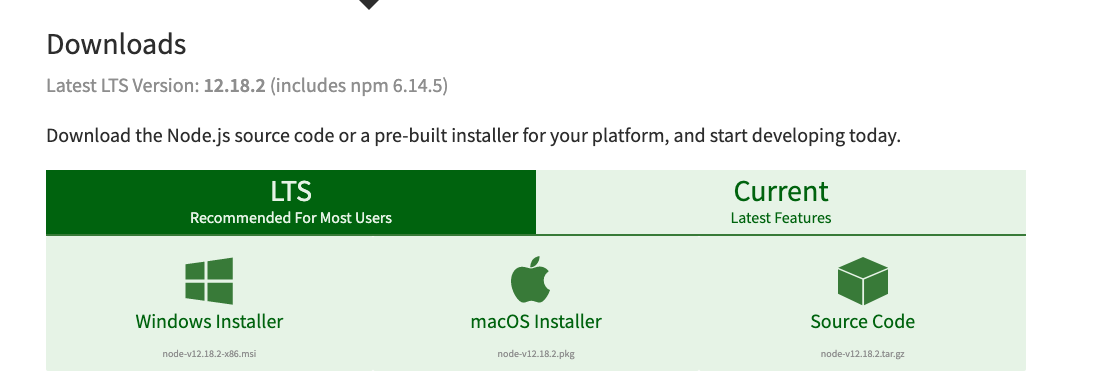 Downloads
Latest LTS Version: 12.18.2 (includes npm 6.14.5)
Download the Node.js source code or a pre-built installer for your platform, and start developing today.
LTS
Recommended For Most Users
Current
Latest Features
Windows Installer
node-v12.18.2-x86.msi
macOS Installer
node-v12.18.2.pkg
Source Code
node-v12.18.2.tar.gz